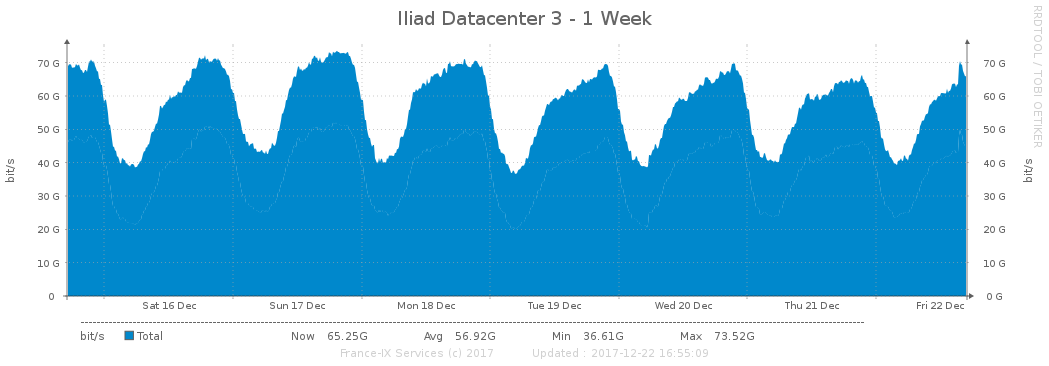 Iliad Datacenter 3 - 1 Week
RRDTOOL / TOBI OETIKER
70 G 70 G
60 G 60 G
50 G 50 G
40 G 40 G
30 G 30 G
20 G 20 G
10 G 10 G
0 0 G
bit/s bit/s
Sat 16 Dec Sun 17 Dec Mon 18 Dec Tue 19 Dec Wed 20 Dec Thu 21 Dec Fri 22 Dec
bit/s Total Now 65.25G Avg 56.92G Min 36.61G Max 73.52G
France-IX Services (c) 2017 Updated : 2017-12-22 16:55:09